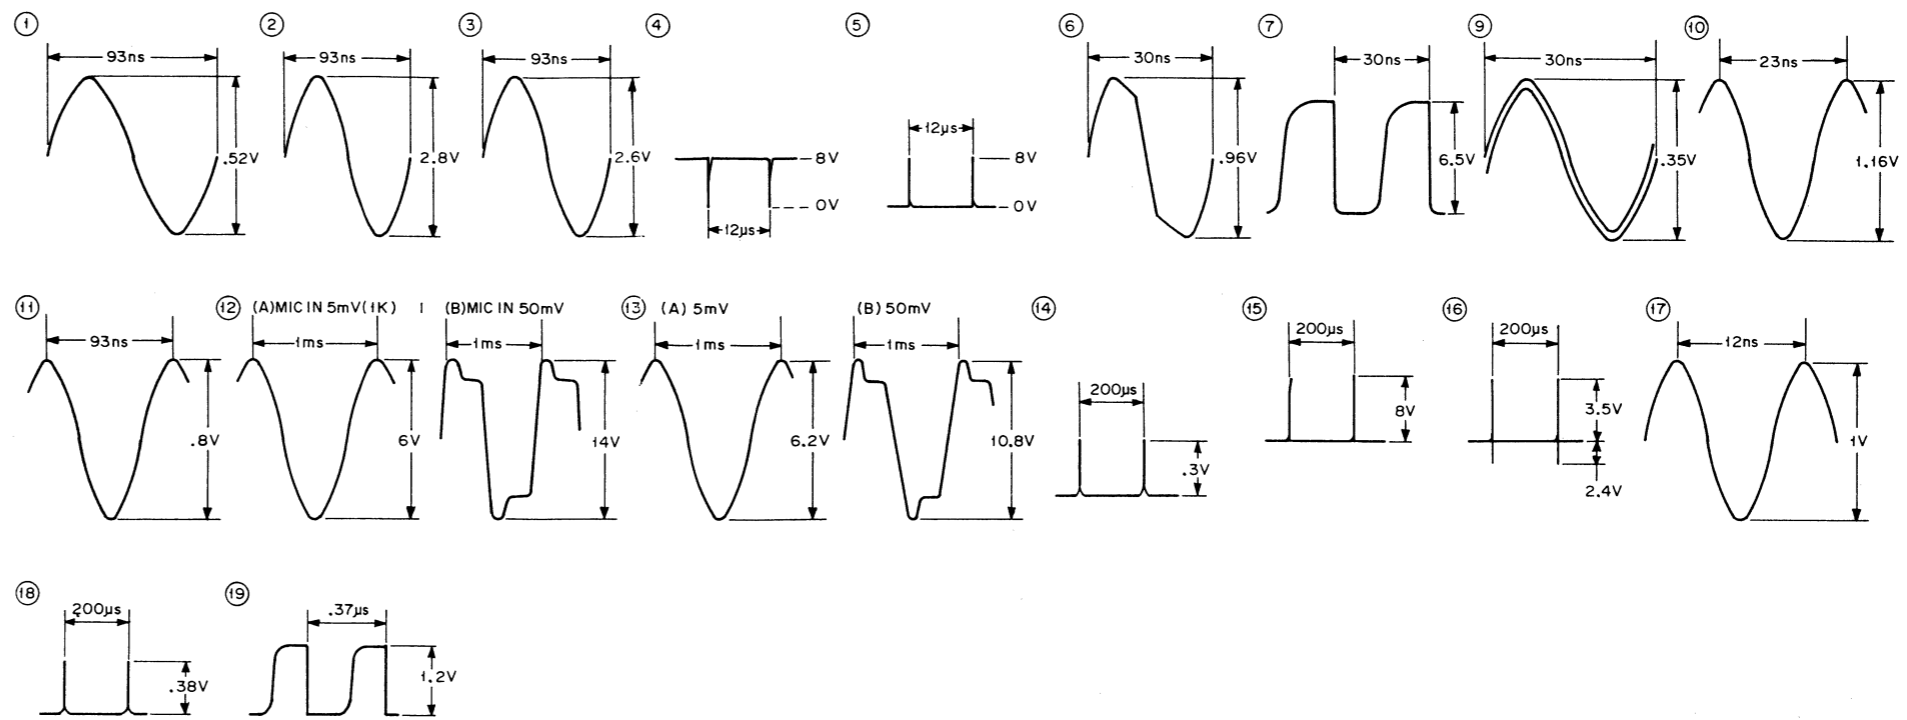 1
93ns
.52V
2
93ns
2.8V
3
93ns
2.6V
4
8V
0V
12µs
5
12µs
8V
0V
6
30ns
.96V
7
30ns
6.5V
9
30ns
.35V
10
23ns
1.16V
11
93ns
.8V
12 (A)MIC IN 5mV(1K)
1ms
6V
(B)MIC IN 50mV
1ms
14V
13 (A) 5mV
1ms
6.2V
(B) 50mV
1ms
10.8V
14
200µs
.3V
15
200µs
8V
16
200µs
3.5V
2.4V
17
12ns
1V
18
200µs
.38V
19
.37µs
1.2V